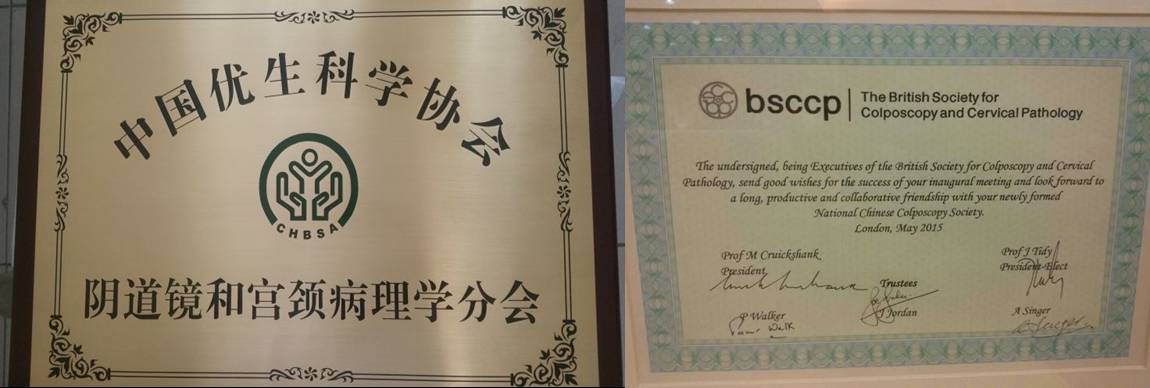 中国优生科学协会
CHBSA
阴道镜和宫颈病理学分会
bsccp | The British Society for
Colposcopy and Cervical Pathology
The undersigned, being Executives of the British Society for Colposcopy and Cervical
Pathology, send good wishes for the success of your inaugural meeting and look forward to
a long, productive and collaborative friendship with your newly formed
National Chinese Colposcopy Society.
London, May 2015
Prof M Cruickshank
President
Prof J Tidy
President-Elect
Trustees
P Walker
J Jordan
A Singer